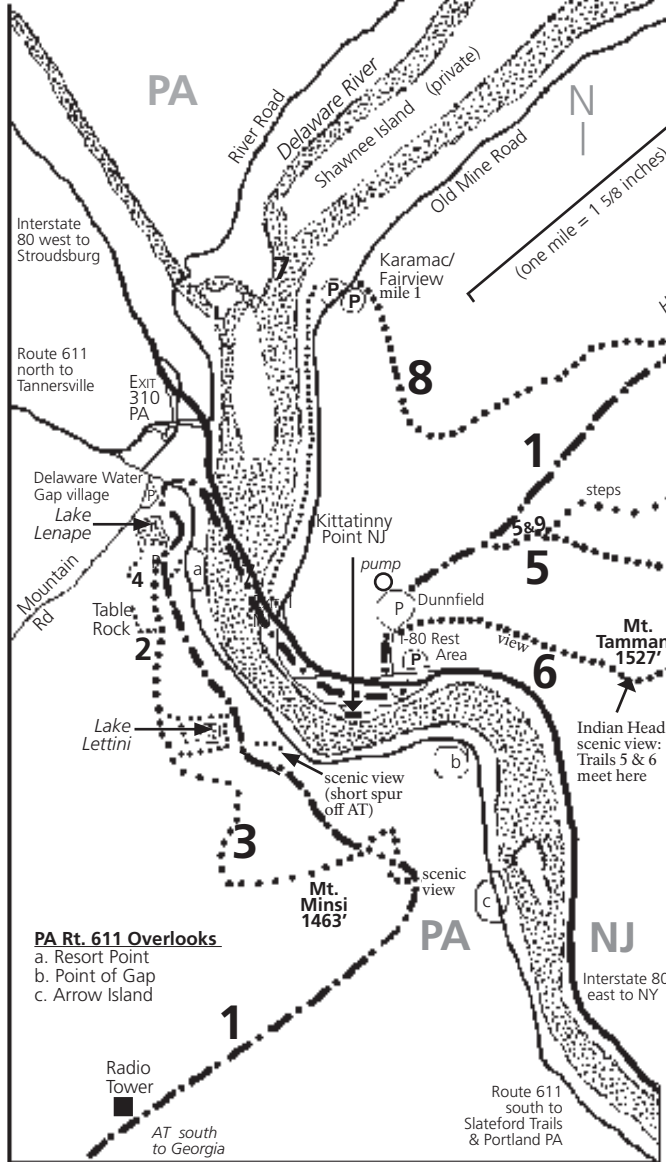 PA
N
River Road
Delaware River
Shawnee Island (private)
Old Mine Road
(one mile = 1 5/8 inches)
Interstate
80 west to
Stroudsburg
7
P
P
Karamac/
Fairview
mile 1
L
8
Route 611
north to
Tannersville
EXIT
310
PA
1
steps
Delaware Water
Gap village
P
Lake
Lenape
5&9
5
Kittatinny
Point NJ
pump
P
Dunnfield
a
4
Mountain
Rd
Table
Rock
2
I-80 Rest
Area
P
view
Mt.
Tamman
1527'
6
Lake
Lettini
Indian Head
scenic view:
Trails 5 & 6
meet here
b
scenic view
(short spur
off AT)
3
Mt.
Minsi
1463'
scenic
view
c
PA
NJ
PA Rt. 611 Overlooks
a. Resort Point
b. Point of Gap
c. Arrow Island
Interstate 80
east to NY
1
Radio
Tower
AT south
to Georgia
Route 611
south to
Slateford Trails
& Portland PA